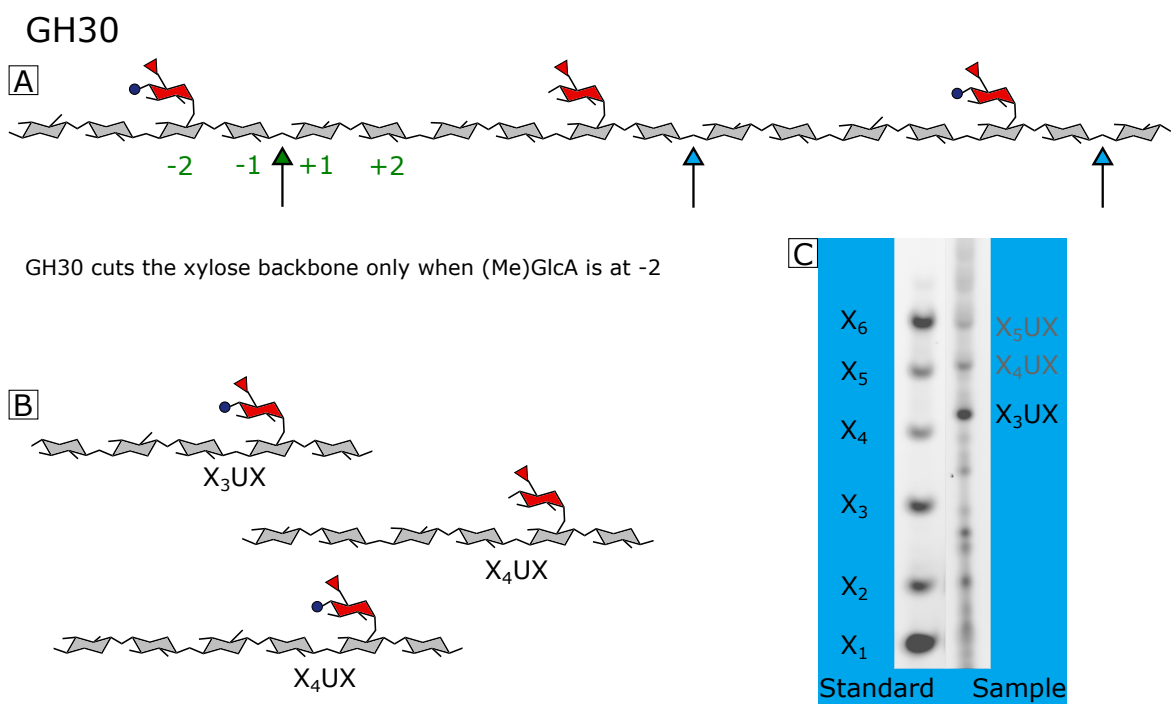 GH30
A
-2 -1 +1 +2
GH30 cuts the xylose backbone only when (Me)GlcA is at -2
B
X₃UX
X₄UX
X₄UX
C
X₆
X₅UX
X₅
X₄UX
X₄
X₃UX
X₃
X₂
X₁
Standard Sample